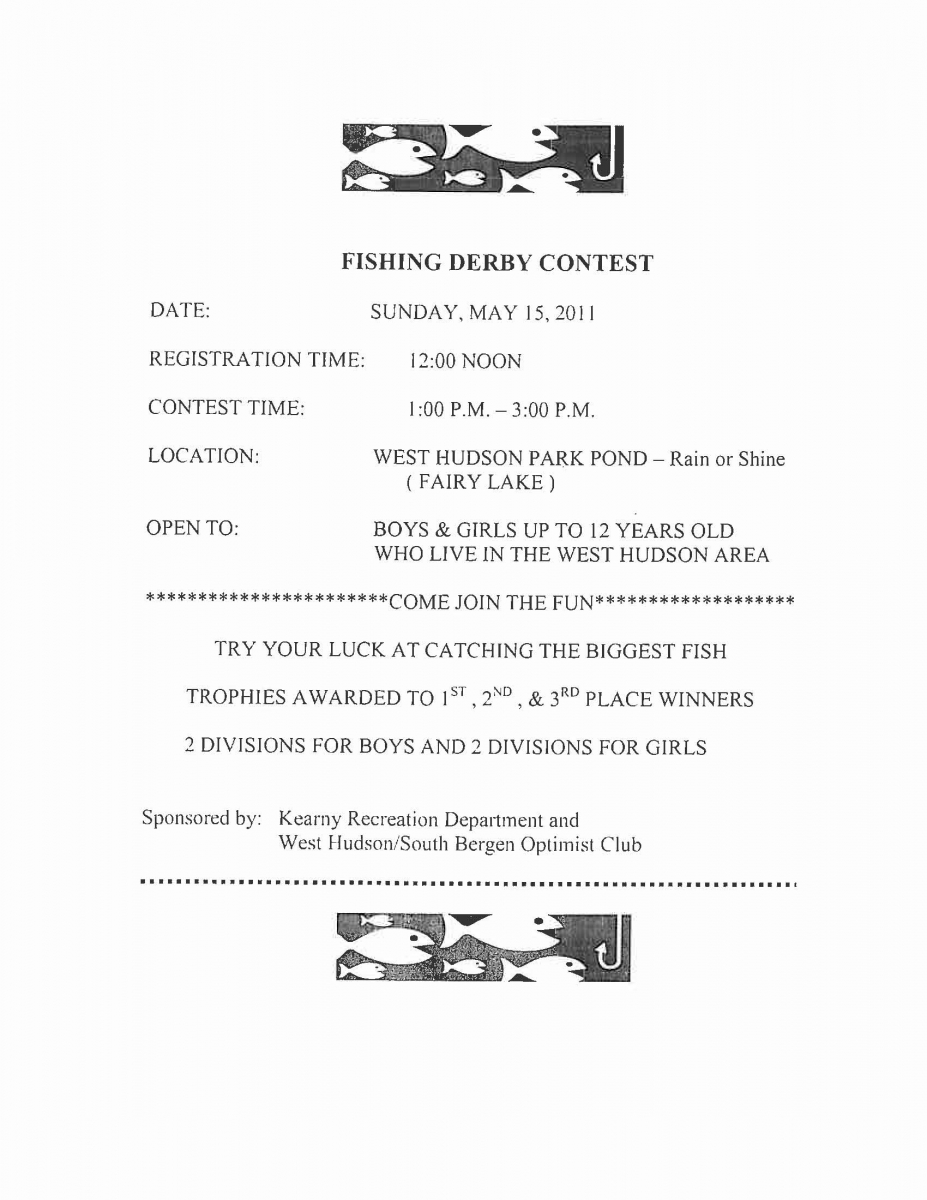 FISHING DERBY CONTEST
DATE: SUNDAY, MAY 15, 2011
REGISTRATION TIME: 12:00 NOON
CONTEST TIME: 1:00 P.M. – 3:00 P.M.
LOCATION: WEST HUDSON PARK POND – Rain or Shine
( FAIRY LAKE )
OPEN TO: BOYS & GIRLS UP TO 12 YEARS OLD
WHO LIVE IN THE WEST HUDSON AREA
***********************COME JOIN THE FUN*******************
TRY YOUR LUCK AT CATCHING THE BIGGEST FISH
TROPHIES AWARDED TO 1ST , 2ND , & 3RD PLACE WINNERS
2 DIVISIONS FOR BOYS AND 2 DIVISIONS FOR GIRLS
Sponsored by: Kearny Recreation Department and
West Hudson/South Bergen Optimist Club